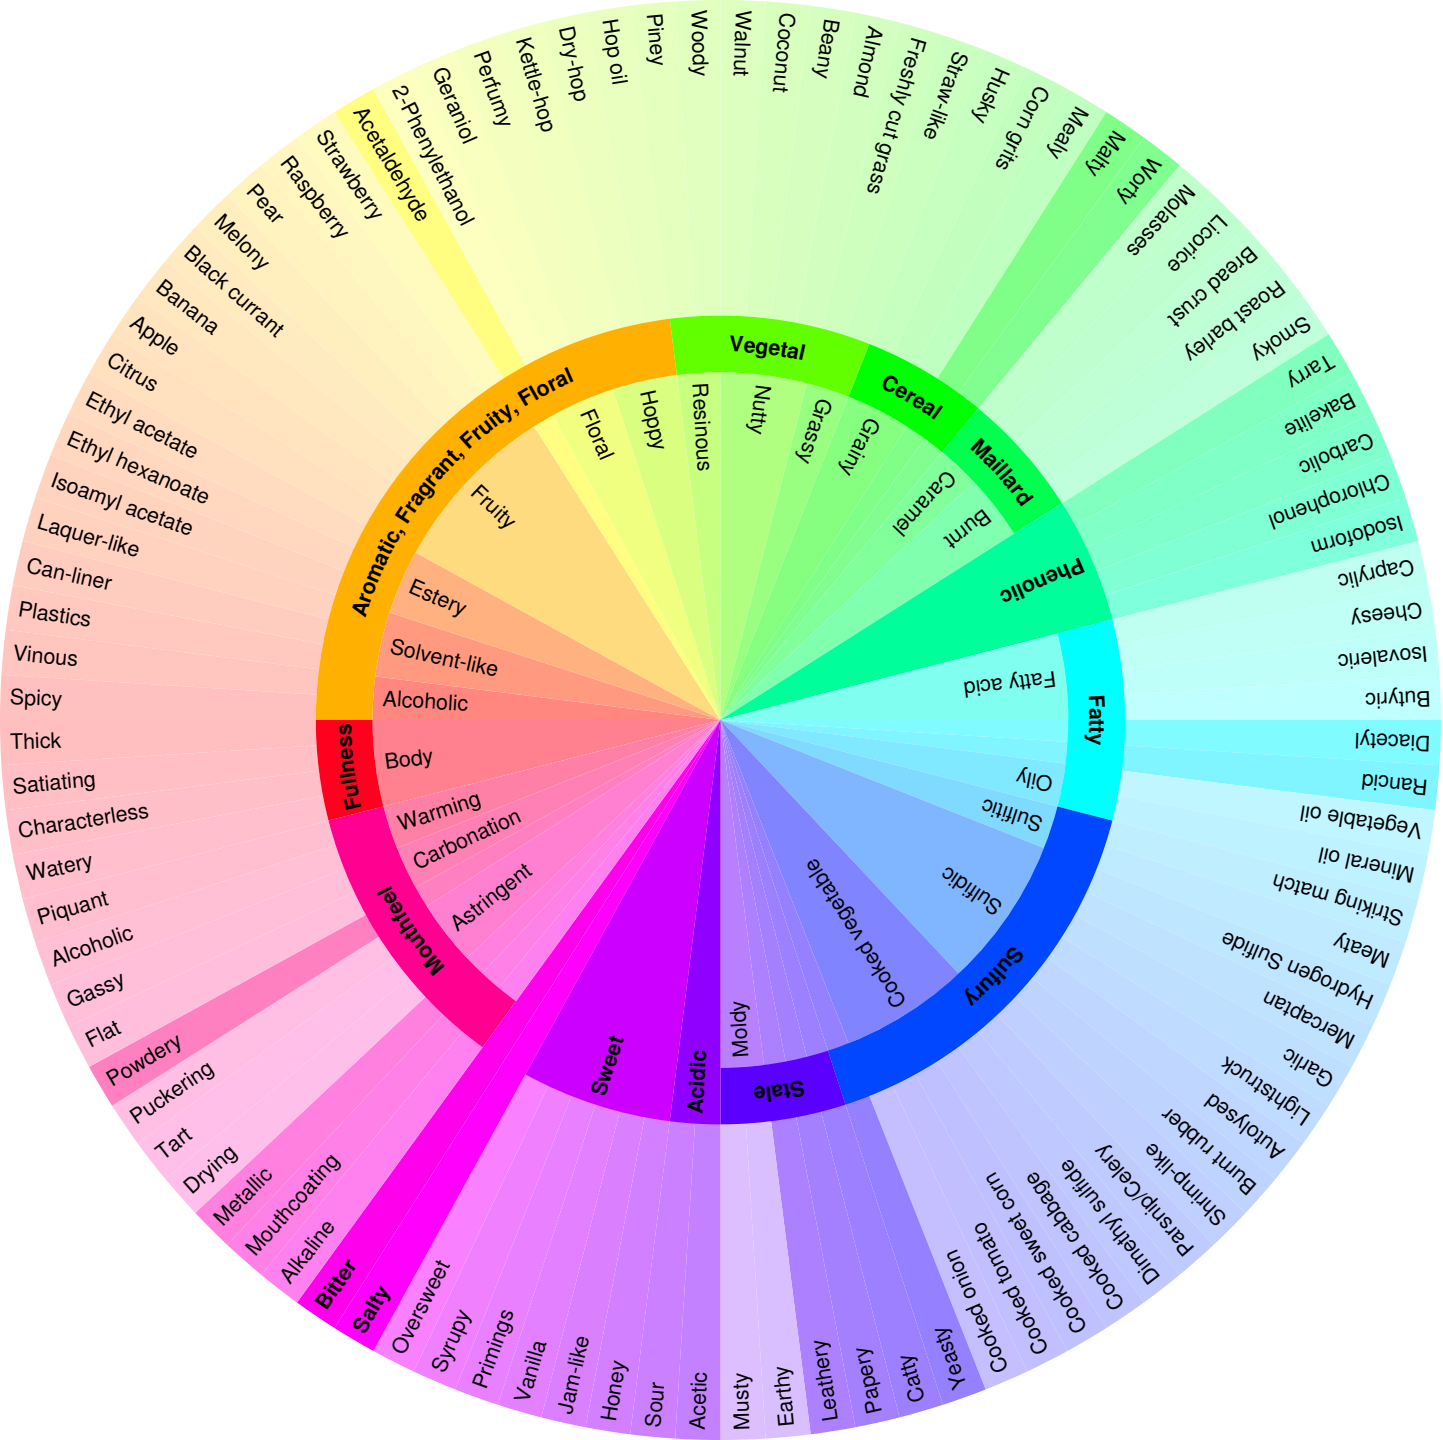 Woody
Walnut
Coconut
Beany
Almond
Freshly cut grass
Straw-like
Husky
Corn grits
Mealy
Malty
Worty
Molasses
Licorice
Bread crust
Roast barley
Smoky
Tarry
Bakelite
Carbolic
Chlorophenol
Isodoform
Caprylic
Cheesy
Isovaleric
Butyric
Diacetyl
Rancid
Vegetable oil
Mineral oil
Striking match
Meaty
Hydrogen Sulfide
Mercaptan
Garlic
Lightstruck
Autolysed
Burnt rubber
Shrimp-like
Parsnip/Celery
Dimethyl sulfide
Cooked cabbage
Cooked sweet corn
Cooked tomato
Cooked onion
Yeasty
Catty
Papery
Leathery
Earthy
Musty
Acetic
Sour
Honey
Jam-like
Vanilla
Primings
Syrupy
Oversweet
Salty
Bitter
Alkaline
Mouthcoating
Metallic
Drying
Tart
Puckering
Powdery
Flat
Gassy
Alcoholic
Piquant
Watery
Characterless
Satiating
Thick
Spicy
Vinous
Plastics
Can-liner
Laquer-like
Isoamyl acetate
Ethyl hexanoate
Ethyl acetate
Citrus
Apple
Banana
Black currant
Melony
Pear
Raspberry
Strawberry
Acetaldehyde
2-Phenylethanol
Geraniol
Perfumy
Kettle-hop
Dry-hop
Hop oil
Piney
Aromatic, Fragrant, Fruity, Floral
Vegetal
Cereal
Maillard
Phenolic
Fatty
Sulfury
Stale
Acidic
Sweet
Mouthfeel
Fullness
Fruity
Floral
Hoppy
Resinous
Nutty
Grassy
Grainy
Caramel
Burnt
Fatty acid
Oily
Sulfitic
Sulfidic
Cooked vegetable
Moldy
Astringent
Carbonation
Warming
Body
Alcoholic
Solvent-like
Estery